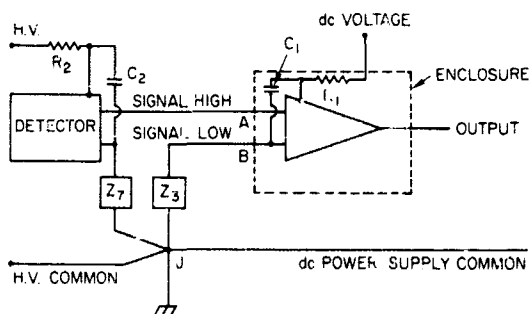 H.V.
R2
C2
DETECTOR
SIGNAL HIGH
SIGNAL LOW
A
B
C1
dc VOLTAGE
ENCLOSURE
OUTPUT
Z7
Z3
J
H.V. COMMON
dc POWER SUPPLY COMMON